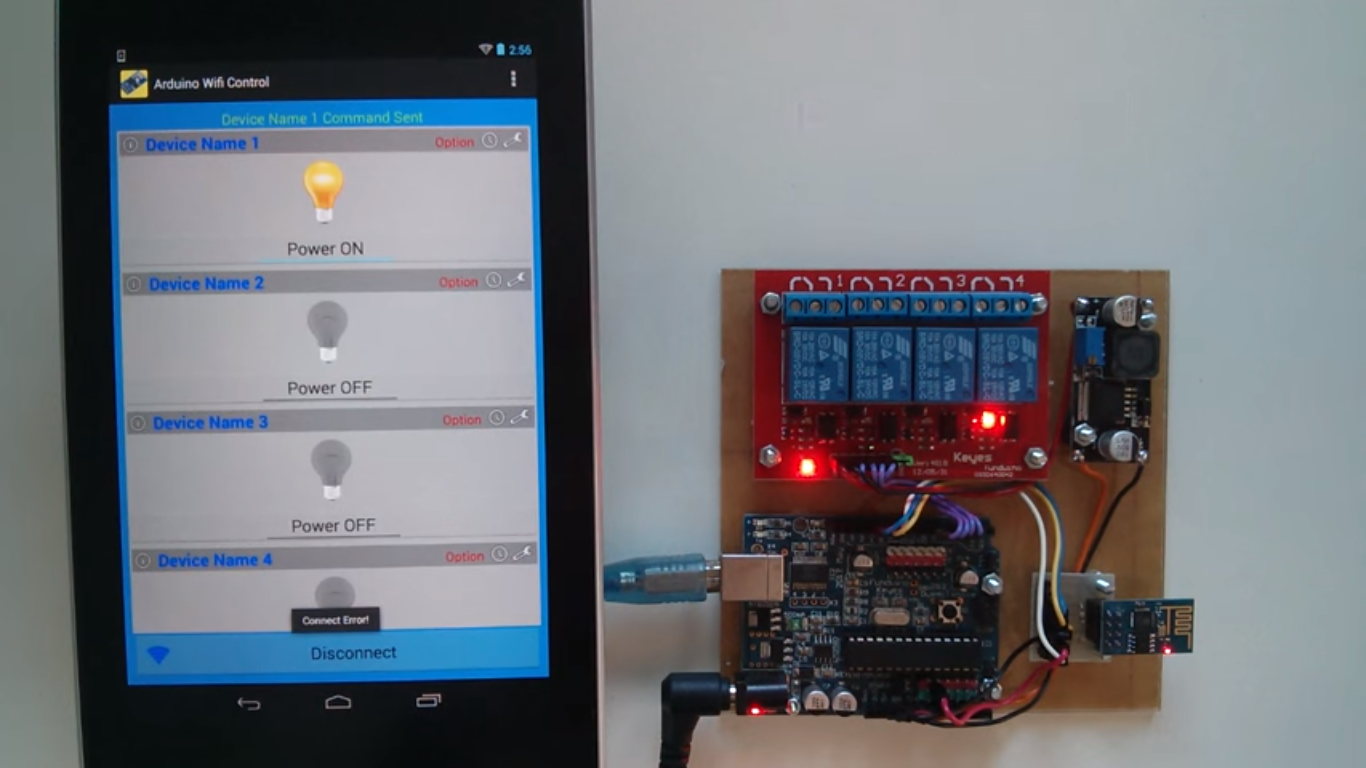 2:56
Arduino Wifi Control
Device Name 1 Command Sent
Device Name 1
Option
Power ON
Device Name 2
Option
Power OFF
Device Name 3
Option
Power OFF
Device Name 4
Option
Connect Error!
Disconnect
1 2 3 4
Keyes